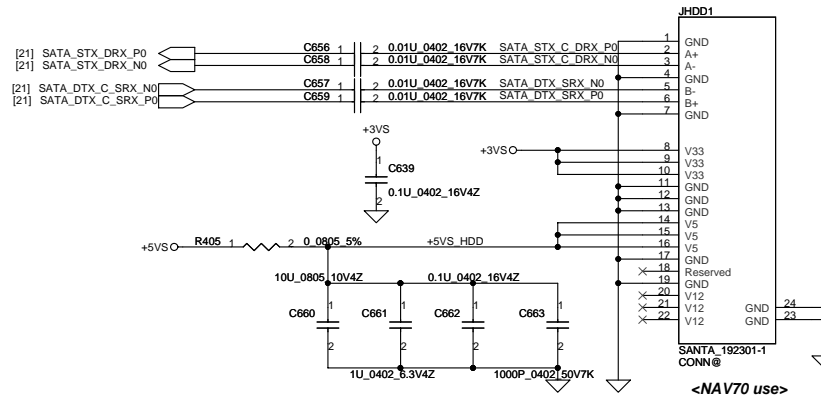 JHDD1
1 GND
[21] SATA_STX_DRX_P0 C656 1 2 0.01U_0402_16V7K SATA_STX_C_DRX_P0 2 A+
[21] SATA_STX_DRX_N0 C658 1 2 0.01U_0402_16V7K SATA_STX_C_DRX_N0 3 A-
4 GND
[21] SATA_DTX_C_SRX_N0 C657 1 2 0.01U_0402_16V7K SATA_DTX_SRX_N0 5 B-
[21] SATA_DTX_C_SRX_P0 C659 1 2 0.01U_0402_16V7K SATA_DTX_SRX_P0 6 B+
7 GND
+3VS
+3VS 8 V33
1
C639
9 V33
10 V33
0.1U_0402_16V4Z
2
11 GND
12 GND
13 GND
14 V5
15 V5
+5VS R405 1 2 0_0805_5% +5VS_HDD 16 V5
17 GND
18 Reserved
10U_0805_10V4Z 0.1U_0402_16V4Z
19 GND
20 V12
C660 1 C661 1 C662 1 C663 1
21 V12 GND 24
22 V12 GND 23
2 2 2 2
1U_0402_6.3V4Z 1000P_0402_50V7K
SANTA_192301-1
CONN@
<NAV70 use>